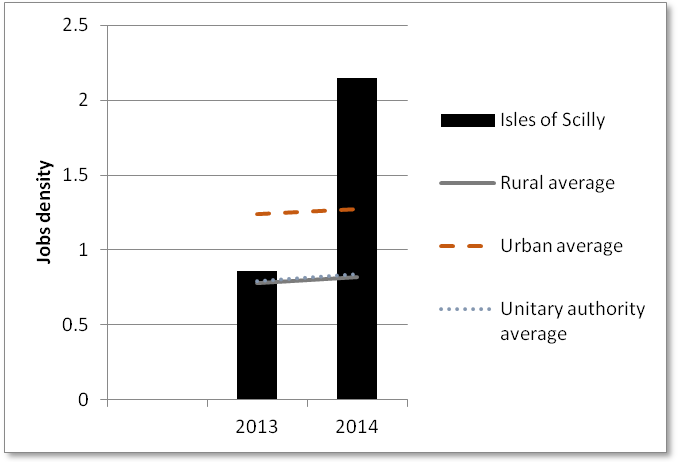 2.5
2
1.5
1
0.5
0
Jobs density
2013
2014
Isles of Scilly
Rural average
Urban average
Unitary authority
average